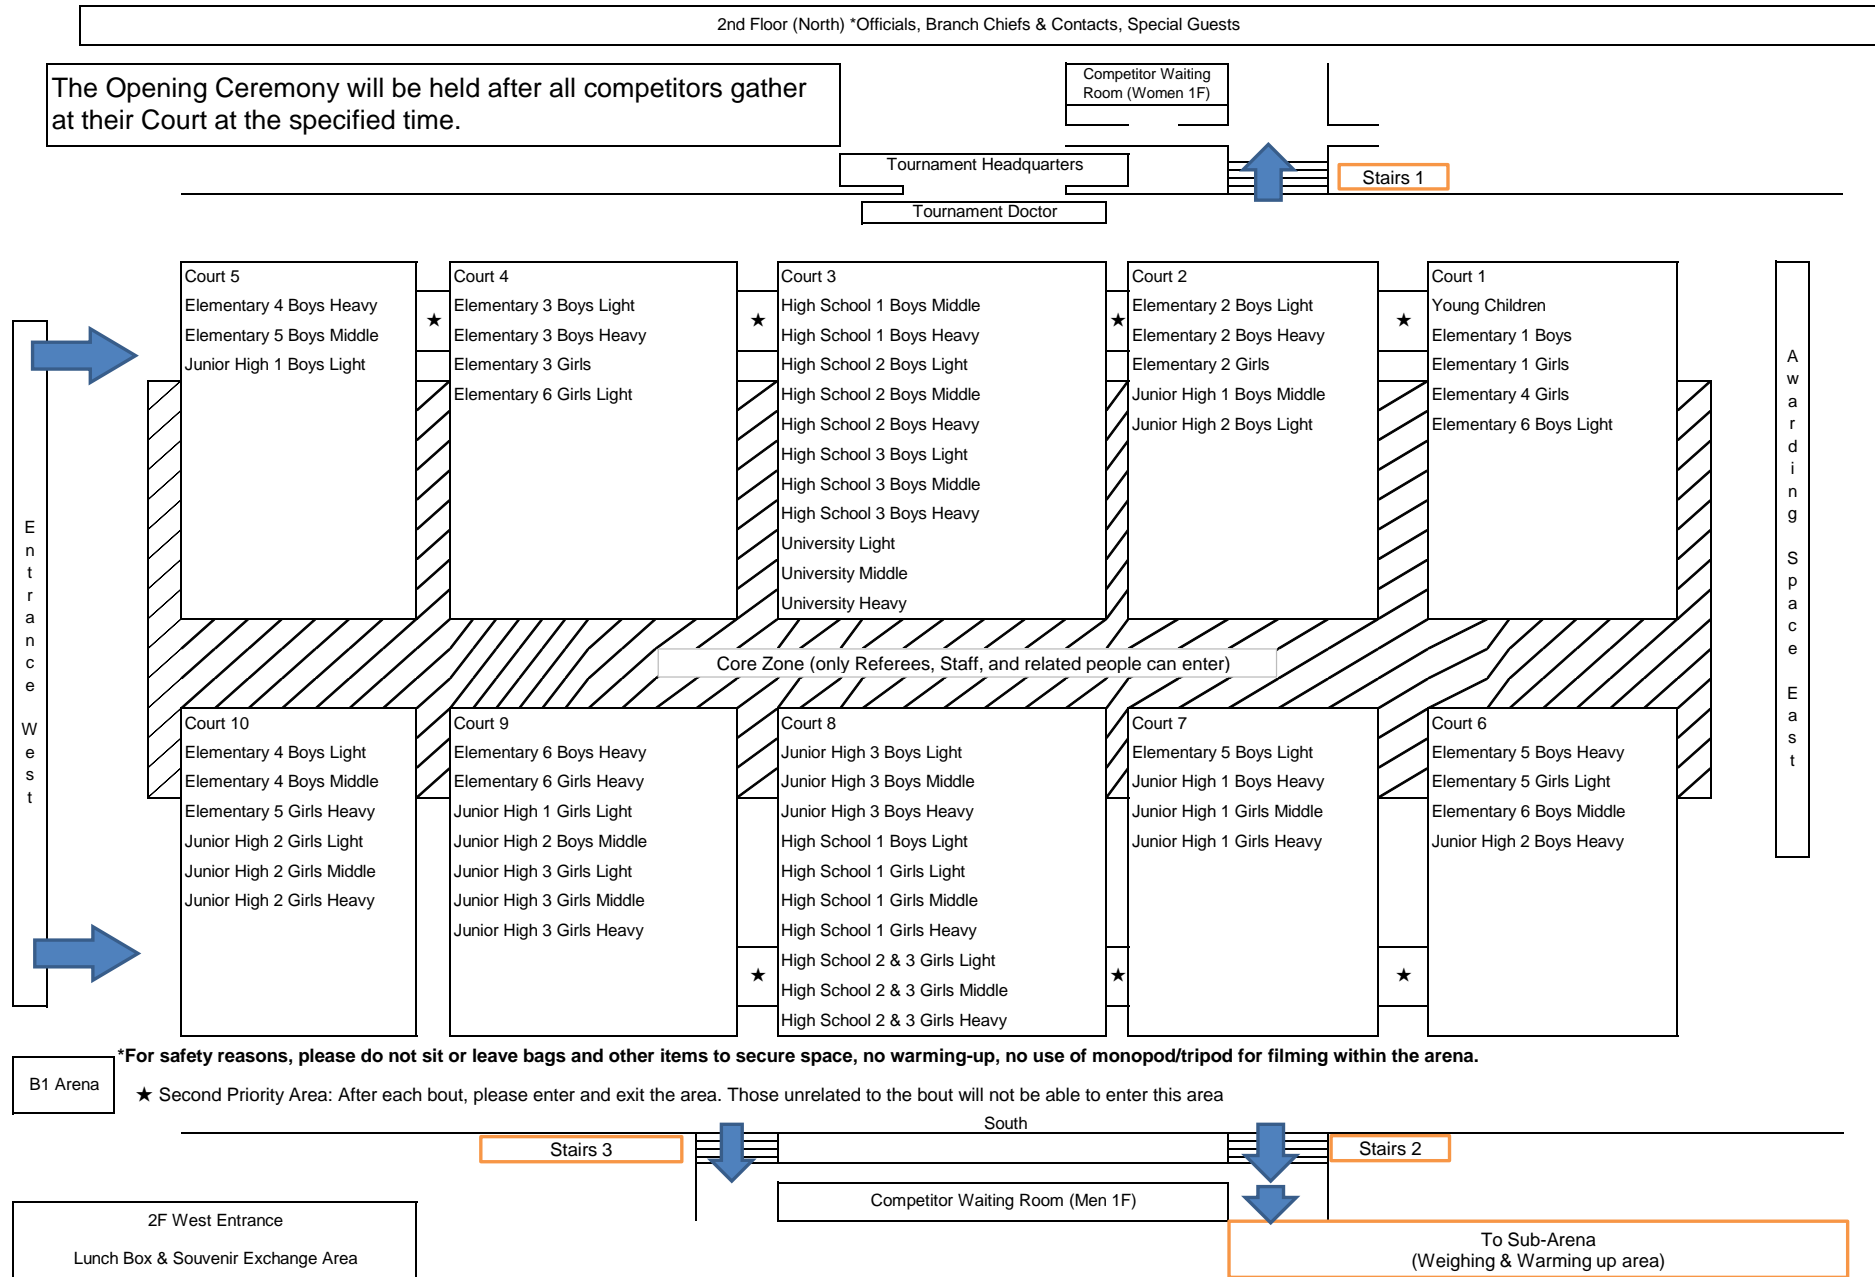 2nd Floor (North) *Officials, Branch Chiefs & Contacts, Special Guests
The Opening Ceremony will be held after all competitors gather
at their Court at the specified time.
Competitor Waiting
Room (Women 1F)
Tournament Headquarters
Stairs 1
Tournament Doctor
Entrance West
Court 5
Elementary 4 Boys Heavy
Elementary 5 Boys Middle
Junior High 1 Boys Light
★
Court 4
Elementary 3 Boys Light
Elementary 3 Boys Heavy
Elementary 3 Girls
Elementary 6 Girls Light
★
Court 3
High School 1 Boys Middle
High School 1 Boys Heavy
High School 2 Boys Light
High School 2 Boys Middle
High School 2 Boys Heavy
High School 3 Boys Light
High School 3 Boys Middle
High School 3 Boys Heavy
University Light
University Middle
University Heavy
★
Court 2
Elementary 2 Boys Light
Elementary 2 Boys Heavy
Elementary 2 Girls
Junior High 1 Boys Middle
Junior High 2 Boys Light
★
Court 1
Young Children
Elementary 1 Boys
Elementary 1 Girls
Elementary 4 Girls
Elementary 6 Boys Light
Awarding Space East
Core Zone (only Referees, Staff, and related people can enter)
Court 10
Elementary 4 Boys Light
Elementary 4 Boys Middle
Elementary 5 Girls Heavy
Junior High 2 Girls Light
Junior High 2 Girls Middle
Junior High 2 Girls Heavy
Court 9
Elementary 6 Boys Heavy
Elementary 6 Girls Heavy
Junior High 1 Girls Light
Junior High 2 Boys Middle
Junior High 3 Girls Light
Junior High 3 Girls Middle
Junior High 3 Girls Heavy
★
Court 8
Junior High 3 Boys Light
Junior High 3 Boys Middle
Junior High 3 Boys Heavy
High School 1 Boys Light
High School 1 Girls Light
High School 1 Girls Middle
High School 1 Girls Heavy
High School 2 & 3 Girls Light
High School 2 & 3 Girls Middle
High School 2 & 3 Girls Heavy
★
Court 7
Elementary 5 Boys Light
Junior High 1 Boys Heavy
Junior High 1 Girls Middle
Junior High 1 Girls Heavy
★
Court 6
Elementary 5 Boys Heavy
Elementary 5 Girls Light
Elementary 6 Boys Middle
Junior High 2 Boys Heavy
*For safety reasons, please do not sit or leave bags and other items to secure space, no warming-up, no use of monopod/tripod for filming within the arena.
B1 Arena
★ Second Priority Area: After each bout, please enter and exit the area. Those unrelated to the bout will not be able to enter this area
South
Stairs 3
Stairs 2
Competitor Waiting Room (Men 1F)
2F West Entrance
Lunch Box & Souvenir Exchange Area
To Sub-Arena
(Weighing & Warming up area)